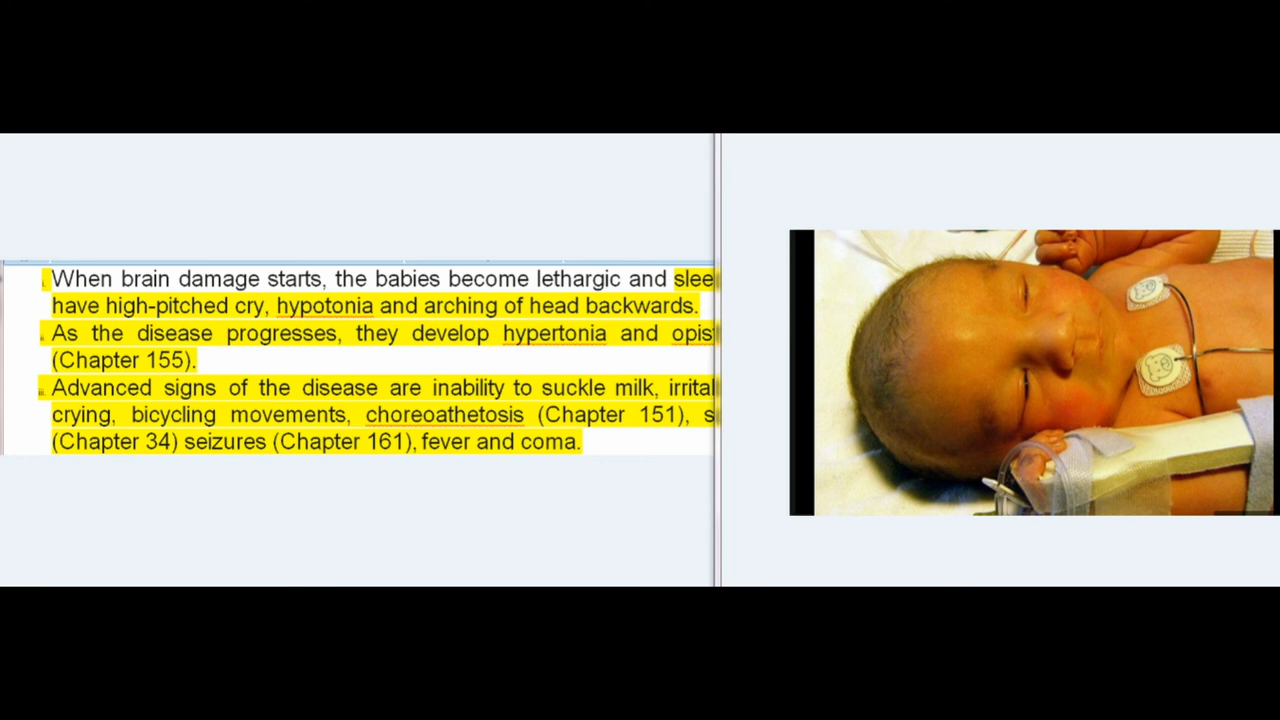 i. When brain damage starts, the babies become lethargic and
have high-pitched cry, hypotonia and arching of head backwards.
As the disease progresses, they develop hypertonia and
(Chapter 155).
iii. Advanced signs of the disease are inability to suckle milk,
crying, bicycling movements, choreoathetosis (Chapter 151),
(Chapter 34) seizures (Chapter 161), fever and coma.